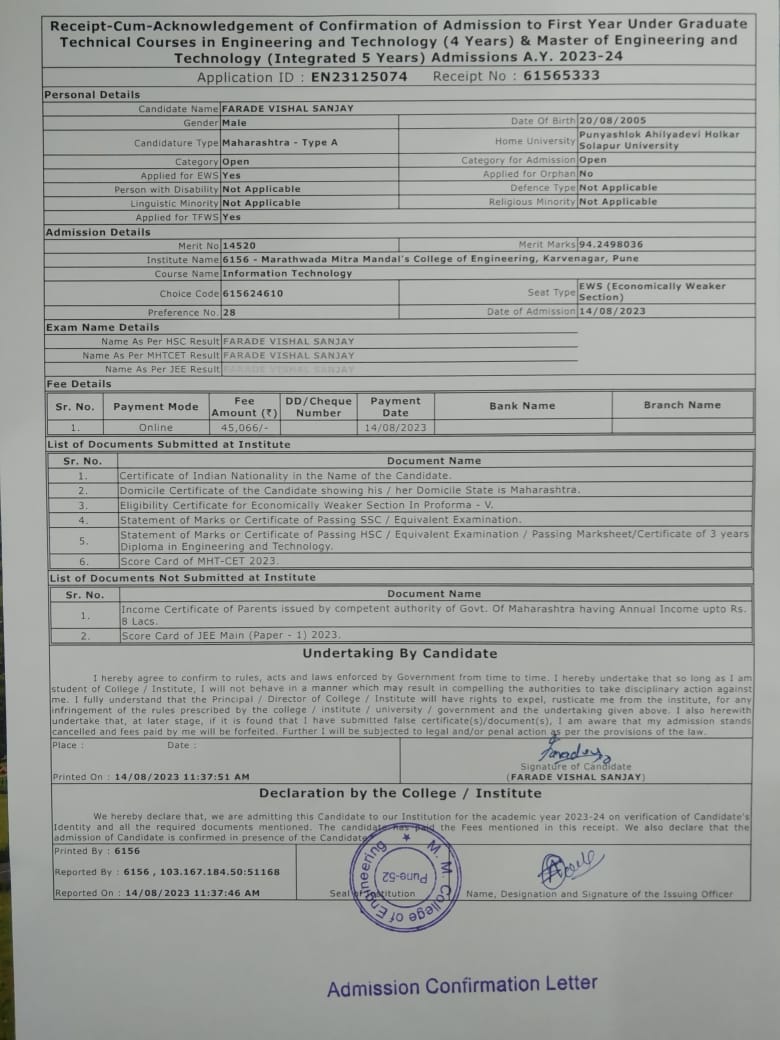 Receipt-Cum-Acknowledgement of Confirmation of Admission to First Year Under Graduate
Technical Courses in Engineering and Technology (4 Years) & Master of Engineering and
Technology (Integrated 5 Years) Admissions A.Y. 2023-24
Application ID : EN23125074 Receipt No : 61565333
Personal Details
Candidate Name FARADE VISHAL SANJAY
Gender Male Date Of Birth 20/08/2005
Candidature Type Maharashtra - Type A Home University Punyashlok Ahilyadevi Holkar
Solapur University
Category Open Category for Admission Open
Applied for EWS Yes Applied for Orphan No
Person with Disability Not Applicable Defence Type Not Applicable
Linguistic Minority Not Applicable Religious Minority Not Applicable
Applied for TFWS Yes
Admission Details
Merit No 14520 Merit Marks 94.2498036
Institute Name 6156 - Marathwada Mitra Mandal's College of Engineering, Karvenagar, Pune
Course Name Information Technology
Choice Code 615624610 Seat Type EWS (Economically Weaker
Section)
Preference No. 28 Date of Admission 14/08/2023
Exam Name Details
Name As Per HSC Result FARADE VISHAL SANJAY
Name As Per MHTCET Result FARADE VISHAL SANJAY
Name As Per JEE Result FARADE VISHAL SANJAY
Fee Details
Sr. No. Payment Mode Fee Amount (₹) DD/Cheque Number Payment Date Bank Name Branch Name
1. Online 45,066/- 14/08/2023
List of Documents Submitted at Institute
Sr. No. Document Name
1. Certificate of Indian Nationality in the Name of the Candidate.
2. Domicile Certificate of the Candidate showing his / her Domicile State is Maharashtra.
3. Eligibility Certificate for Economically Weaker Section In Proforma - V.
4. Statement of Marks or Certificate of Passing SSC / Equivalent Examination.
5. Statement of Marks or Certificate of Passing HSC / Equivalent Examination / Passing Marksheet/Certificate of 3 years
Diploma in Engineering and Technology.
6. Score Card of MHT-CET 2023.
List of Documents Not Submitted at Institute
Sr. No. Document Name
1. Income Certificate of Parents issued by competent authority of Govt. Of Maharashtra having Annual Income upto Rs.
8 Lacs.
2. Score Card of JEE Main (Paper - 1) 2023.
Undertaking By Candidate
I hereby agree to confirm to rules, acts and laws enforced by Government from time to time. I hereby undertake that so long as I am
student of College / Institute, I will not behave in a manner which may result in compelling the authorities to take disciplinary action against
me. I fully understand that the Principal / Director of College / Institute will have rights to expel, rusticate me from the institute, for any
infringement of the rules prescribed by the college / institute / university / government and the undertaking given above. I also herewith
undertake that, at later stage, if it is found that I have submitted false certificate(s)/document(s), I am aware that my admission stands
cancelled and fees paid by me will be forfeited. Further I will be subjected to legal and/or penal action as per the provisions of the law.
Place : Date :
Farade
Signature of Candidate
Printed On : 14/08/2023 11:37:51 AM (FARADE VISHAL SANJAY)
Declaration by the College / Institute
We hereby declare that, we are admitting this Candidate to our Institution for the academic year 2023-24 on verification of Candidate's
Identity and all the required documents mentioned. The candidate has paid the Fees mentioned in this receipt. We also declare that the
admission of Candidate is confirmed in presence of the Candidate.
Printed By : 6156
Reported By : 6156 , 103.167.184.50:51168
Reported On : 14/08/2023 11:37:46 AM Seal of Institution Name, Designation and Signature of the Issuing Officer
M. M. College of Engineering
Pune-52
Admission Confirmation Letter